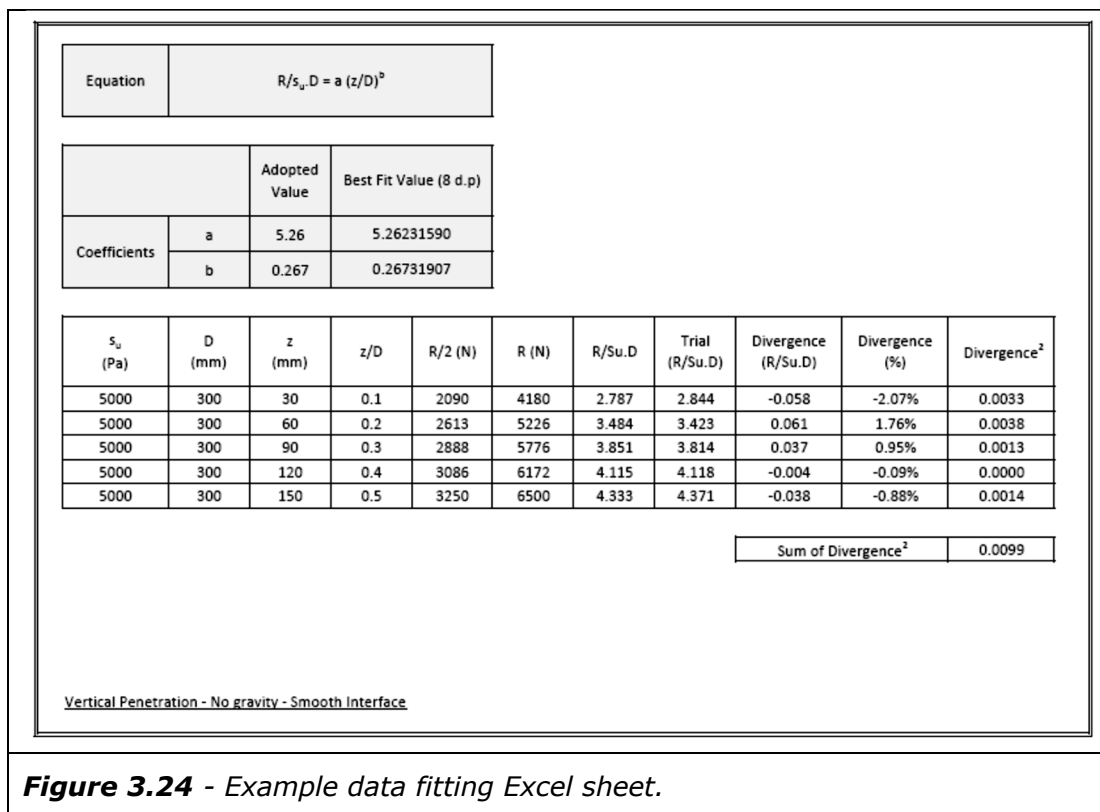 Equation R/sᵤ.D = a (z/D)ᵇ
Adopted Value Best Fit Value (8 d.p)
Coefficients a 5.26 5.26231590
b 0.267 0.26731907
sᵤ (Pa) D (mm) z (mm) z/D R/2 (N) R (N) R/Su.D Trial (R/Su.D) Divergence (R/Su.D) Divergence (%) Divergence²
5000 300 30 0.1 2090 4180 2.787 2.844 -0.058 -2.07% 0.0033
5000 300 60 0.2 2613 5226 3.484 3.423 0.061 1.76% 0.0038
5000 300 90 0.3 2888 5776 3.851 3.814 0.037 0.95% 0.0013
5000 300 120 0.4 3086 6172 4.115 4.118 -0.004 -0.09% 0.0000
5000 300 150 0.5 3250 6500 4.333 4.371 -0.038 -0.88% 0.0014
Sum of Divergence² 0.0099
Vertical Penetration - No gravity - Smooth Interface
Figure 3.24 - Example data fitting Excel sheet.